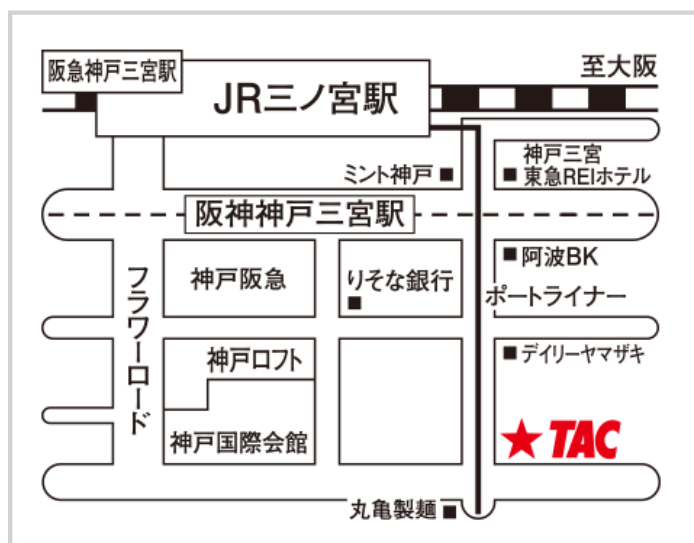 阪急神戸三宮駅
JR三ノ宮駅
至大阪
ミント神戸
神戸三宮
東急REIホテル
阪神神戸三宮駅
神戸阪急
りそな銀行
阿波BK
ポートライナー
フラワーロード
神戸ロフト
デイリーヤマザキ
神戸国際会館
TAC
丸亀製麺